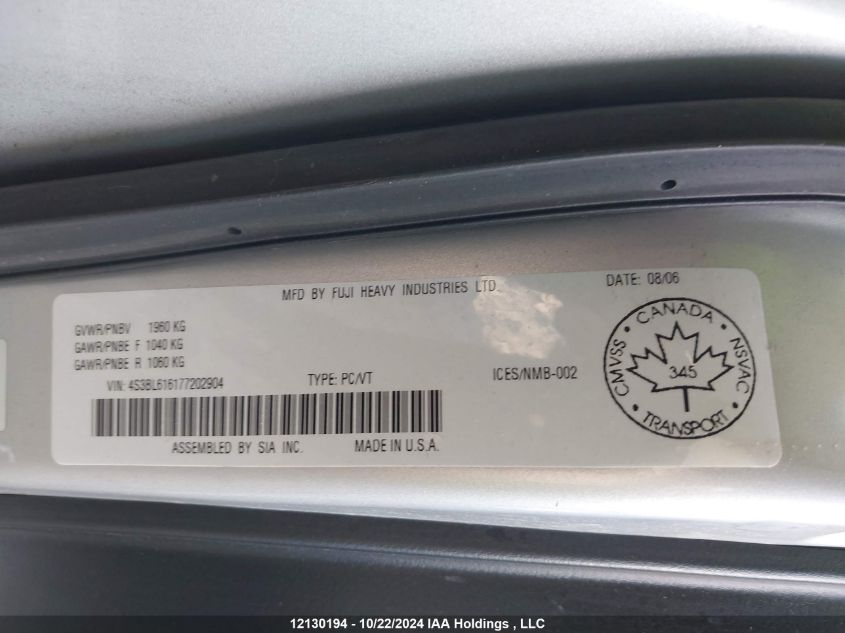 MFD BY FUJI HEAVY INDUSTRIES LTD.
DATE: 08/06
GVWR/PNBV 1960 KG
GAWR/PNBE F 1040 KG
GAWR/PNBE R 1060 KG
VIN: 4S3BL616177202904
TYPE: PC/VT
ICES/NMB-002
ASSEMBLED BY SIA INC.
MADE IN U.S.A.
CANADA
CMVSS
345
NSVAC
TRANSPORT
12130194 - 10/22/2024 IAA Holdings , LLC